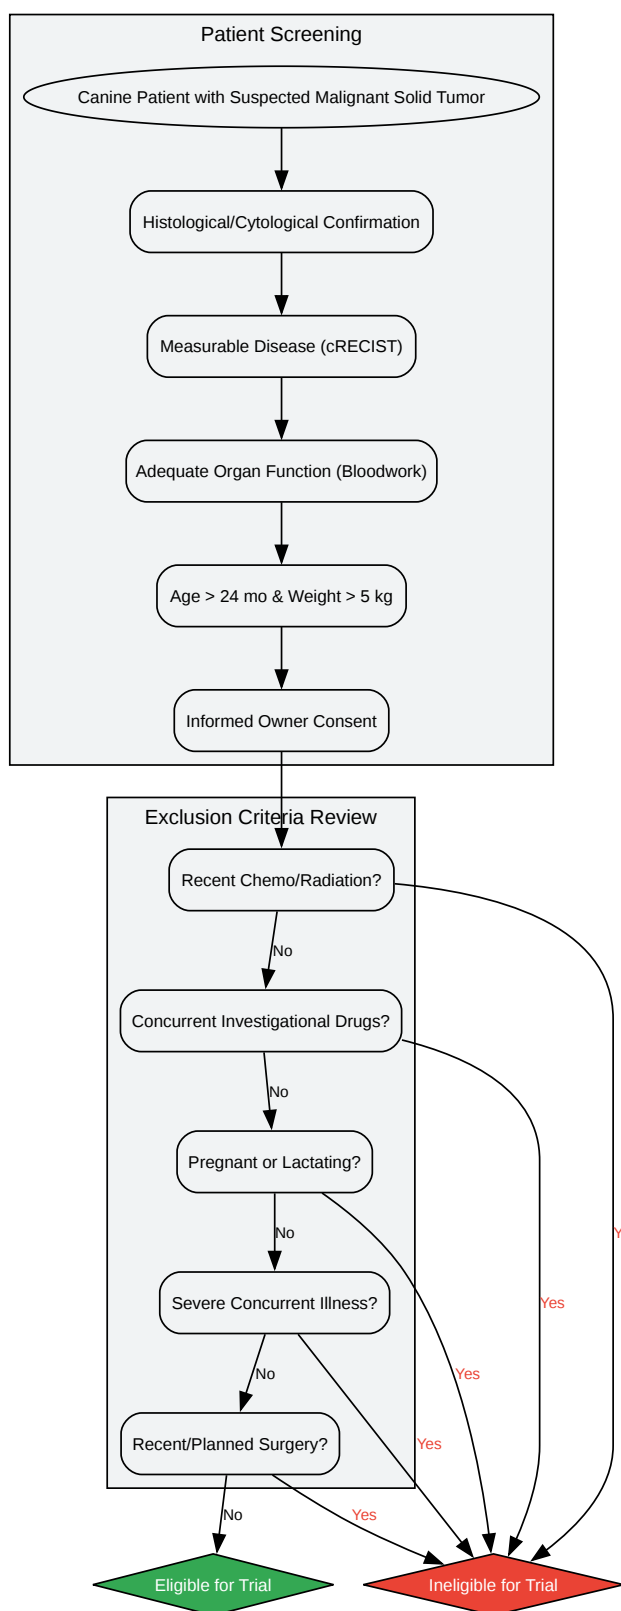 Patient Screening
Canine Patient with Suspected Malignant Solid Tumor
Histological/Cytological Confirmation
Measurable Disease (cRECIST)
Adequate Organ Function (Bloodwork)
Age > 24 mo & Weight > 5 kg
Informed Owner Consent
Exclusion Criteria Review
Recent Chemo/Radiation?
No
Concurrent Investigational Drugs?
No
Pregnant or Lactating?
No
Severe Concurrent Illness?
Yes
No
Yes
Recent/Planned Surgery?
Yes
No
Yes
Eligible for Trial
Ineligible for Trial